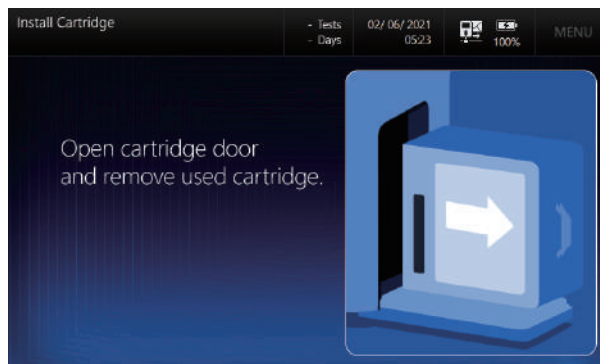 Install Cartridge
- Tests
- Days
02/ 06/ 2021
05:23
100%
MENU
Open cartridge door
and remove used cartridge.